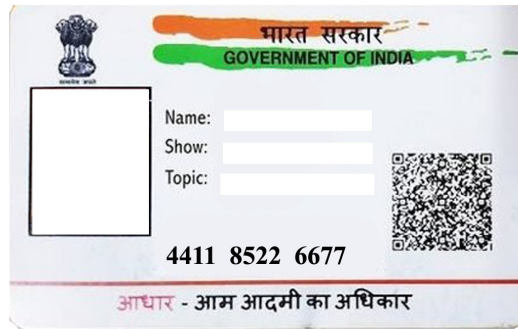 भारत सरकार
GOVERNMENT OF INDIA
Name:
Show:
Topic:
4411 8522 6677
आधार - आम आदमी का अधिकार